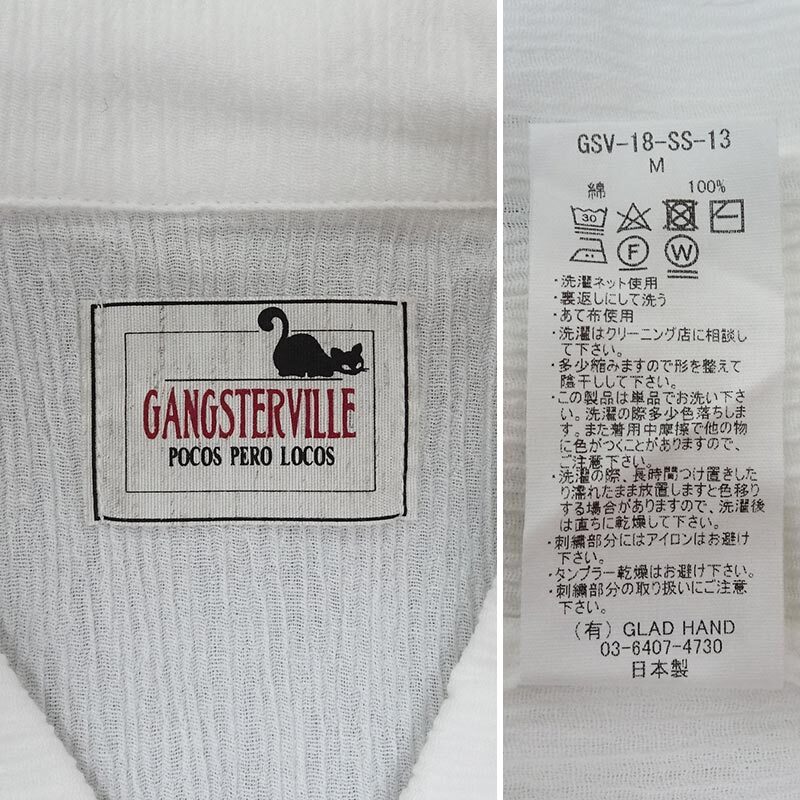 GANGSTERVILLE
POCOS PERO LOCOS
GSV-18-SS-13
M
綿 100%
30
F W
・洗濯ネット使用
・裏返しにして洗う
・あて布使用
・洗濯はクリーニング店に相談し
て下さい。
・多少縮みますので形を整えて
陰干しして下さい。
・この製品は単品でお洗い下さ
い。洗濯の際多少色落ちしま
す。また着用中摩擦で他の物
に色がつくことがありますので、
ご注意下さい。
・洗濯の際、長時間つけ置きした
り濡れたまま放置しますと色移り
する場合がありますので、洗濯後
は直ちに乾燥して下さい。
・刺繍部分にはアイロンはお避け
下さい。
・タンブラー乾燥はお避け下さい。
・刺繍部分の取り扱いにご注意
下さい。
（有）GLAD HAND
03-6407-4730
日本製